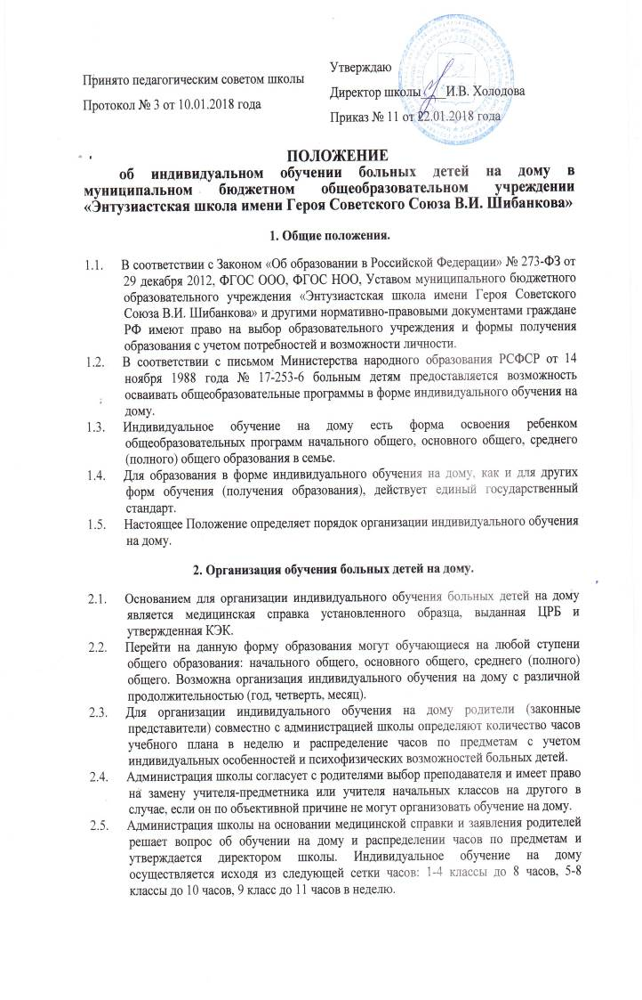 Принято педагогическим советом школы
Протокол № 3 от 10.01.2018 года
Утверждаю
Директор школы____И.В. Холодова
Приказ № 11 от 22.01.2018 года
ПОЛОЖЕНИЕ
об индивидуальном обучении больных детей на дому в
муниципальном бюджетном общеобразовательном учреждении
«Энтузиастская школа имени Героя Советского Союза В.И. Шибанкова»
1. Общие положения.
1.1. В соответствии с Законом «Об образовании в Российской Федерации» № 273-ФЗ от
29 декабря 2012, ФГОС ООО, ФГОС НОО, Уставом муниципального бюджетного
образовательного учреждения «Энтузиастская школа имени Героя Советского
Союза В.И. Шибанкова» и другими нормативно-правовыми документами граждане
РФ имеют право на выбор образовательного учреждения и формы получения
образования с учетом потребностей и возможности личности.
1.2. В соответствии с письмом Министерства народного образования РСФСР от 14
ноября 1988 года № 17-253-6 больным детям предоставляется возможность
осваивать общеобразовательные программы в форме индивидуального обучения на
дому.
1.3. Индивидуальное обучение на дому есть форма освоения ребенком
общеобразовательных программ начального общего, основного общего, среднего
(полного) общего образования в семье.
1.4. Для образования в форме индивидуального обучения на дому, как и для других
форм обучения (получения образования), действует единый государственный
стандарт.
1.5. Настоящее Положение определяет порядок организации индивидуального обучения
на дому.
2. Организация обучения больных детей на дому.
2.1. Основанием для организации индивидуального обучения больных детей на дому
является медицинская справка установленного образца, выданная ЦРБ и
утвержденная КЭК.
2.2. Перейти на данную форму образования могут обучающиеся на любой ступени
общего образования: начального общего, основного общего, среднего (полного)
общего. Возможна организация индивидуального обучения на дому с различной
продолжительностью (год, четверть, месяц).
2.3. Для организации индивидуального обучения на дому родители (законные
представители) совместно с администрацией школы определяют количество часов
учебного плана в неделю и распределение часов по предметам с учетом
индивидуальных особенностей и психофизических возможностей больных детей.
2.4. Администрация школы согласует с родителями выбор преподавателя и имеет право
на замену учителя-предметника или учителя начальных классов на другого в
случае, если он по объективной причине не могут организовать обучение на дому.
2.5. Администрация школы на основании медицинской справки и заявления родителей
решает вопрос об обучении на дому и распределении часов по предметам и
утверждается директором школы. Индивидуальное обучение на дому
осуществляется исходя из следующей сетки часов: 1-4 классы до 8 часов, 5-8
классы до 10 часов, 9 класс до 11 часов в неделю.